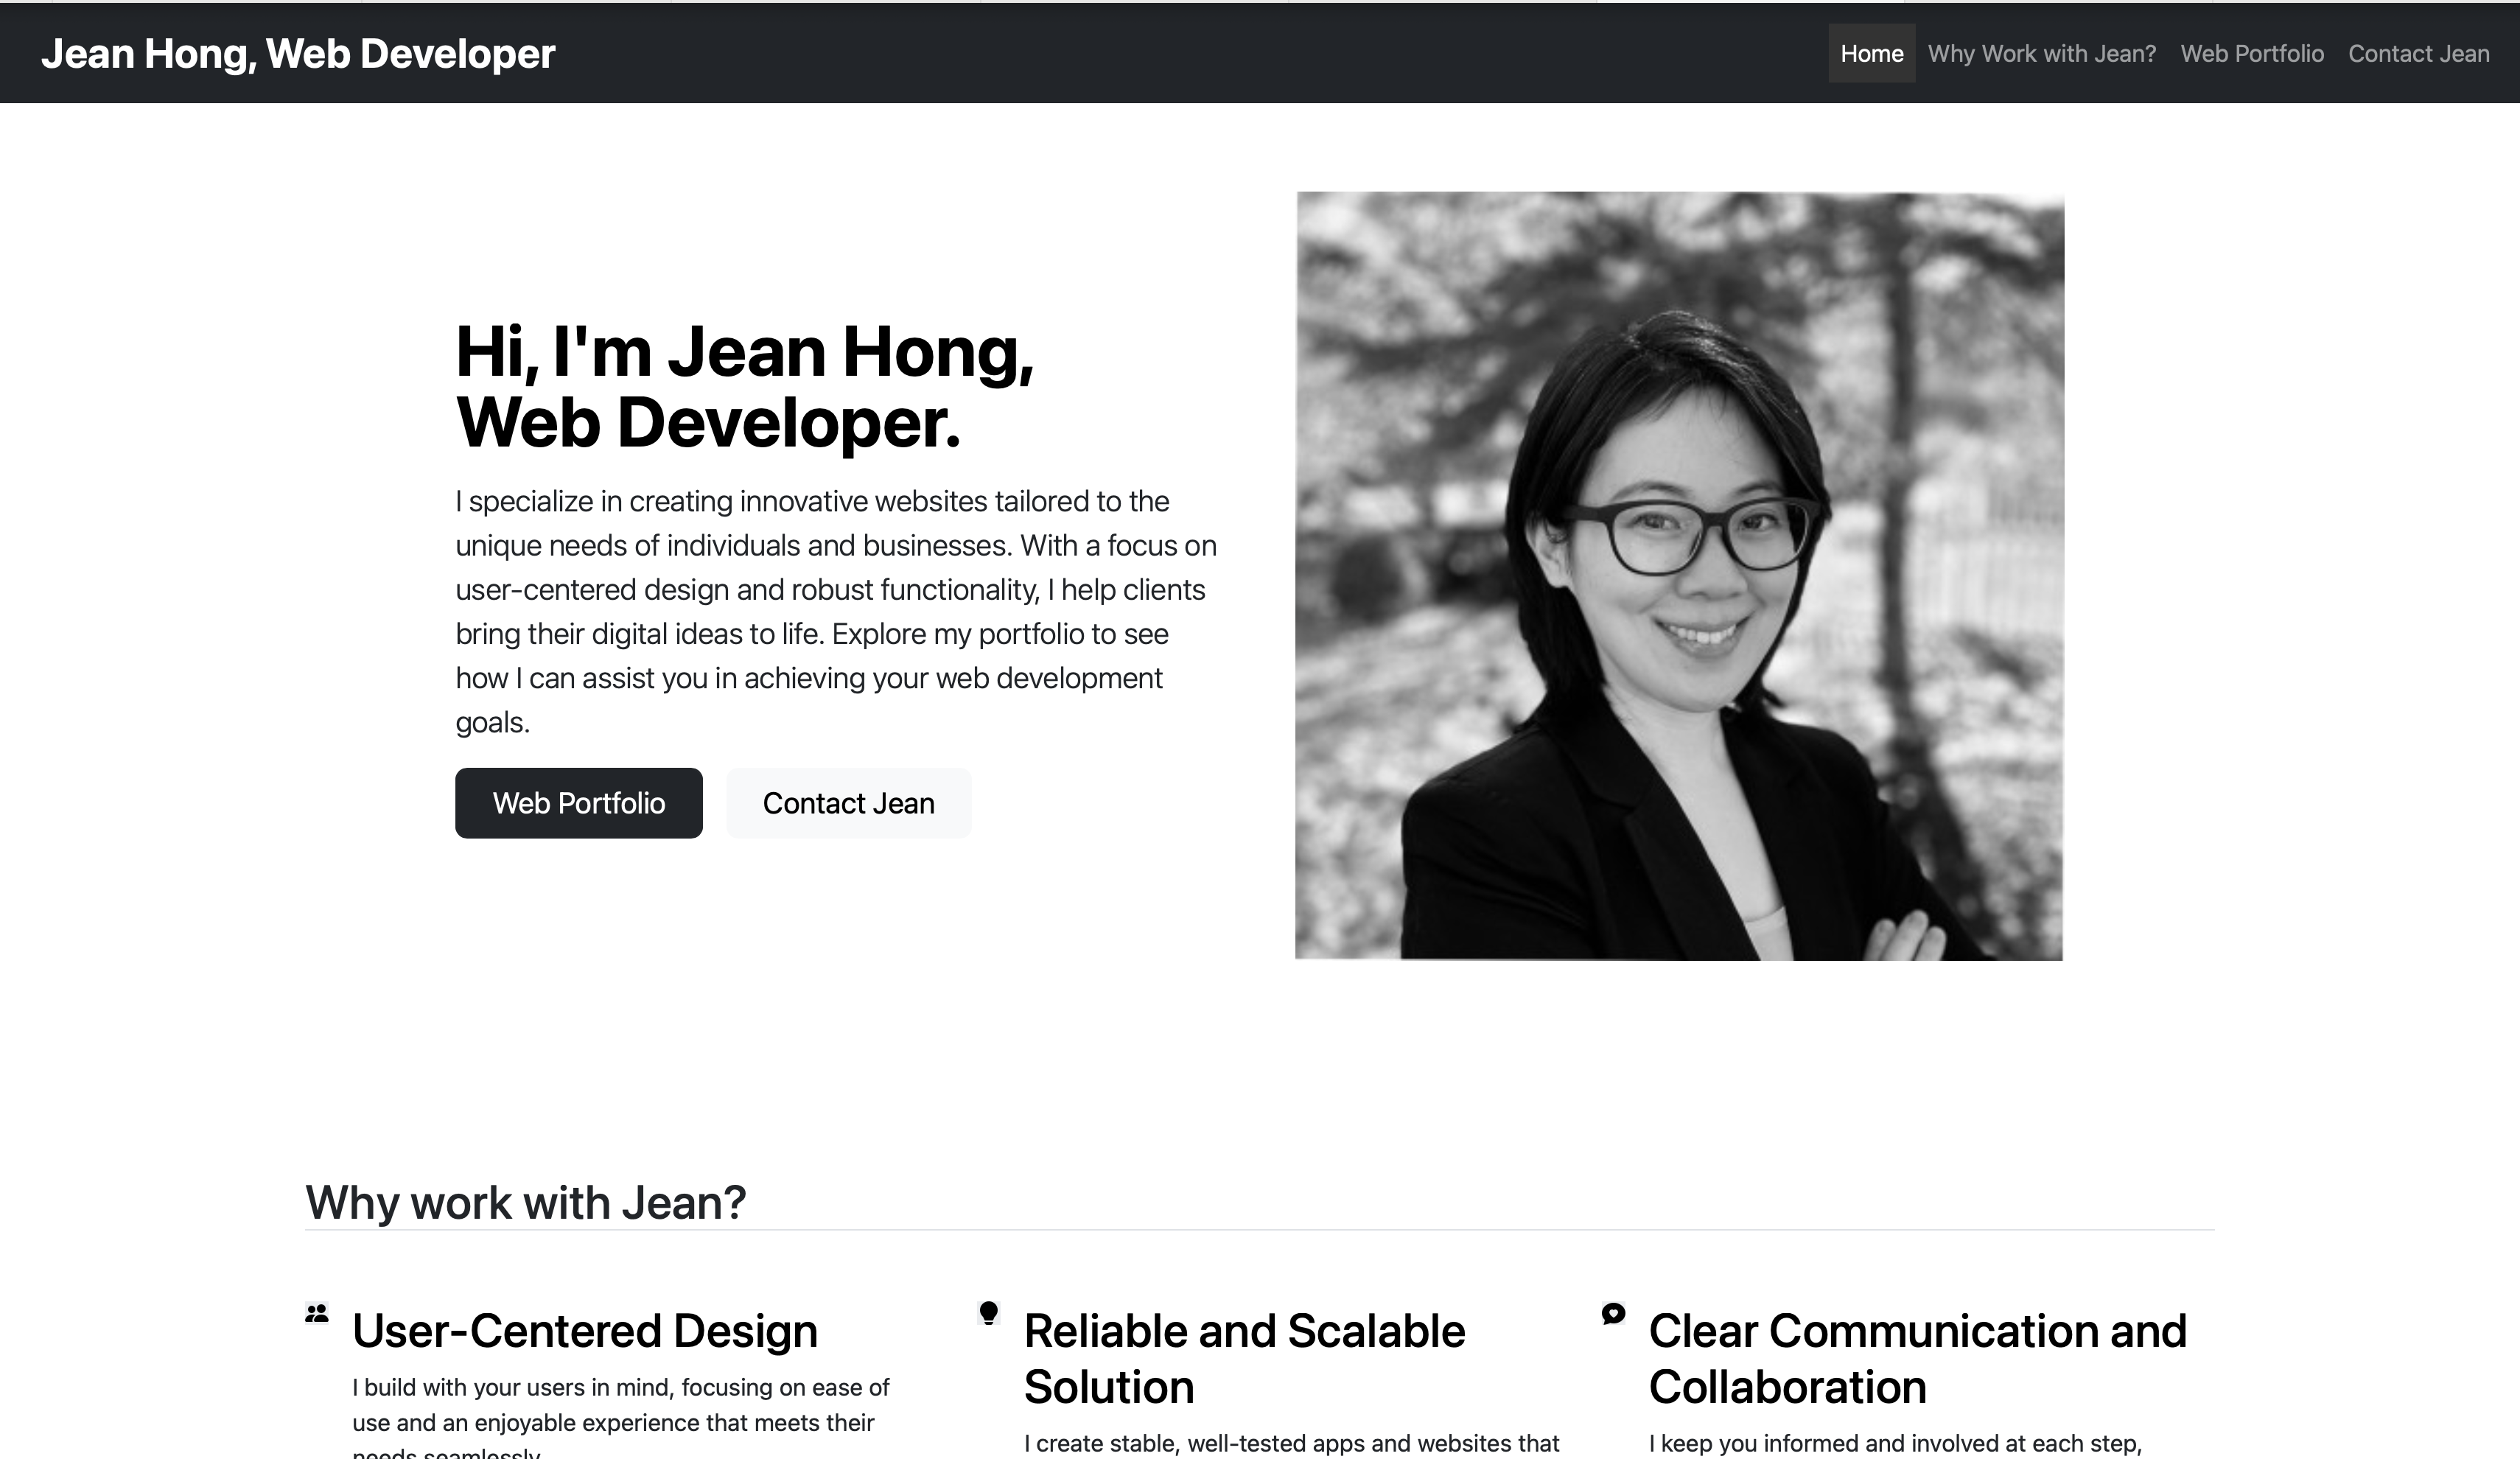 Jean Hong, Web Developer
Home
Why Work with Jean?
Web Portfolio
Contact Jean
Hi, I'm Jean Hong,
Web Developer.
I specialize in creating innovative websites tailored to the
unique needs of individuals and businesses. With a focus on
user-centered design and robust functionality, I help clients
bring their digital ideas to life. Explore my portfolio to see
how I can assist you in achieving your web development
goals.
Web Portfolio
Contact Jean
Why work with Jean?
User-Centered Design
I build with your users in mind, focusing on ease of
use and an enjoyable experience that meets their
needs seamlessly
Reliable and Scalable
Solution
I create stable, well-tested apps and websites that
Clear Communication and
Collaboration
I keep you informed and involved at each step,